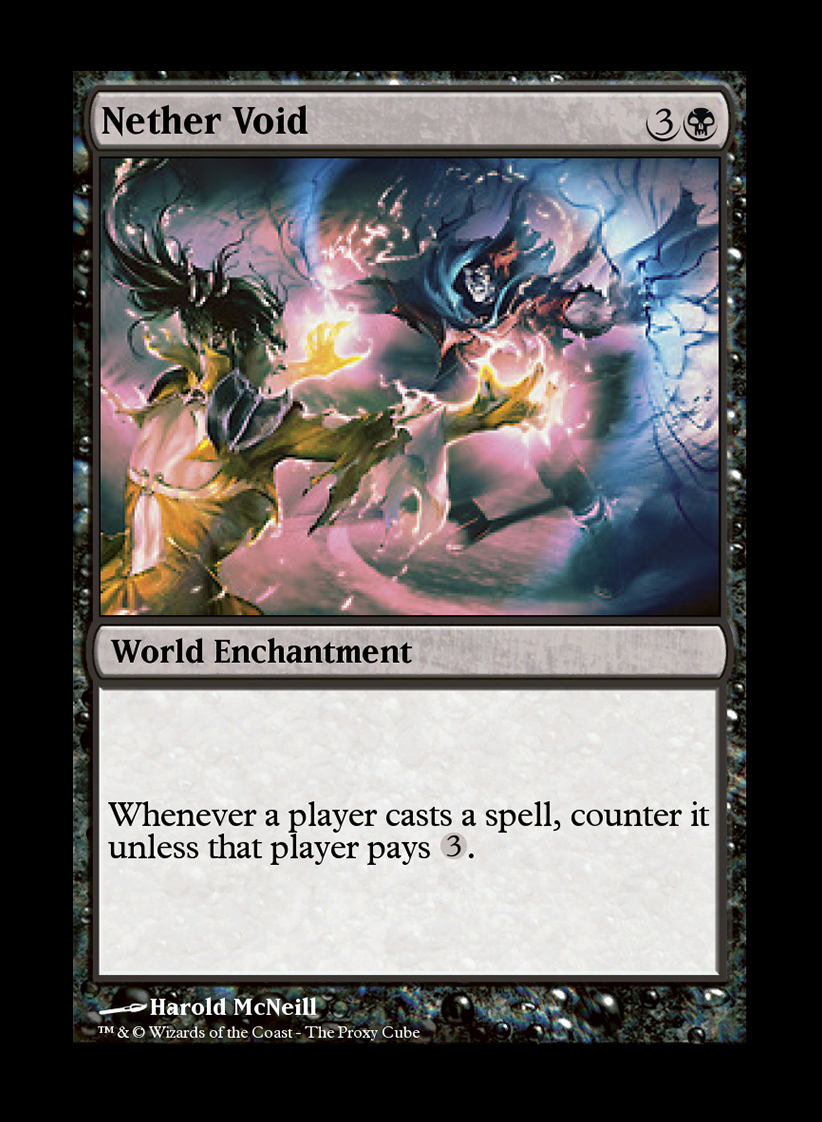 Nether Void 3
World Enchantment
Whenever a player casts a spell, counter it
unless that player pays 3.
Harold McNeill
™ & © Wizards of the Coast - The Proxy Cube